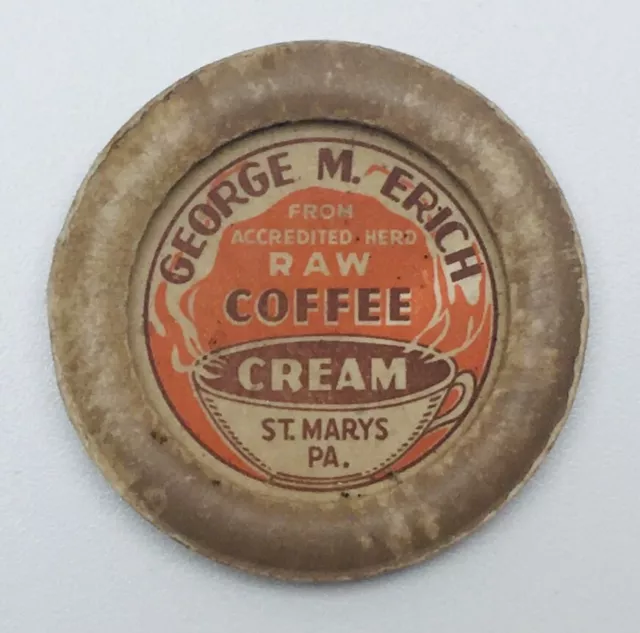 GEORGE M. ERICH
FROM
ACCREDITED HERD
RAW
COFFEE
CREAM
ST. MARYS
PA.